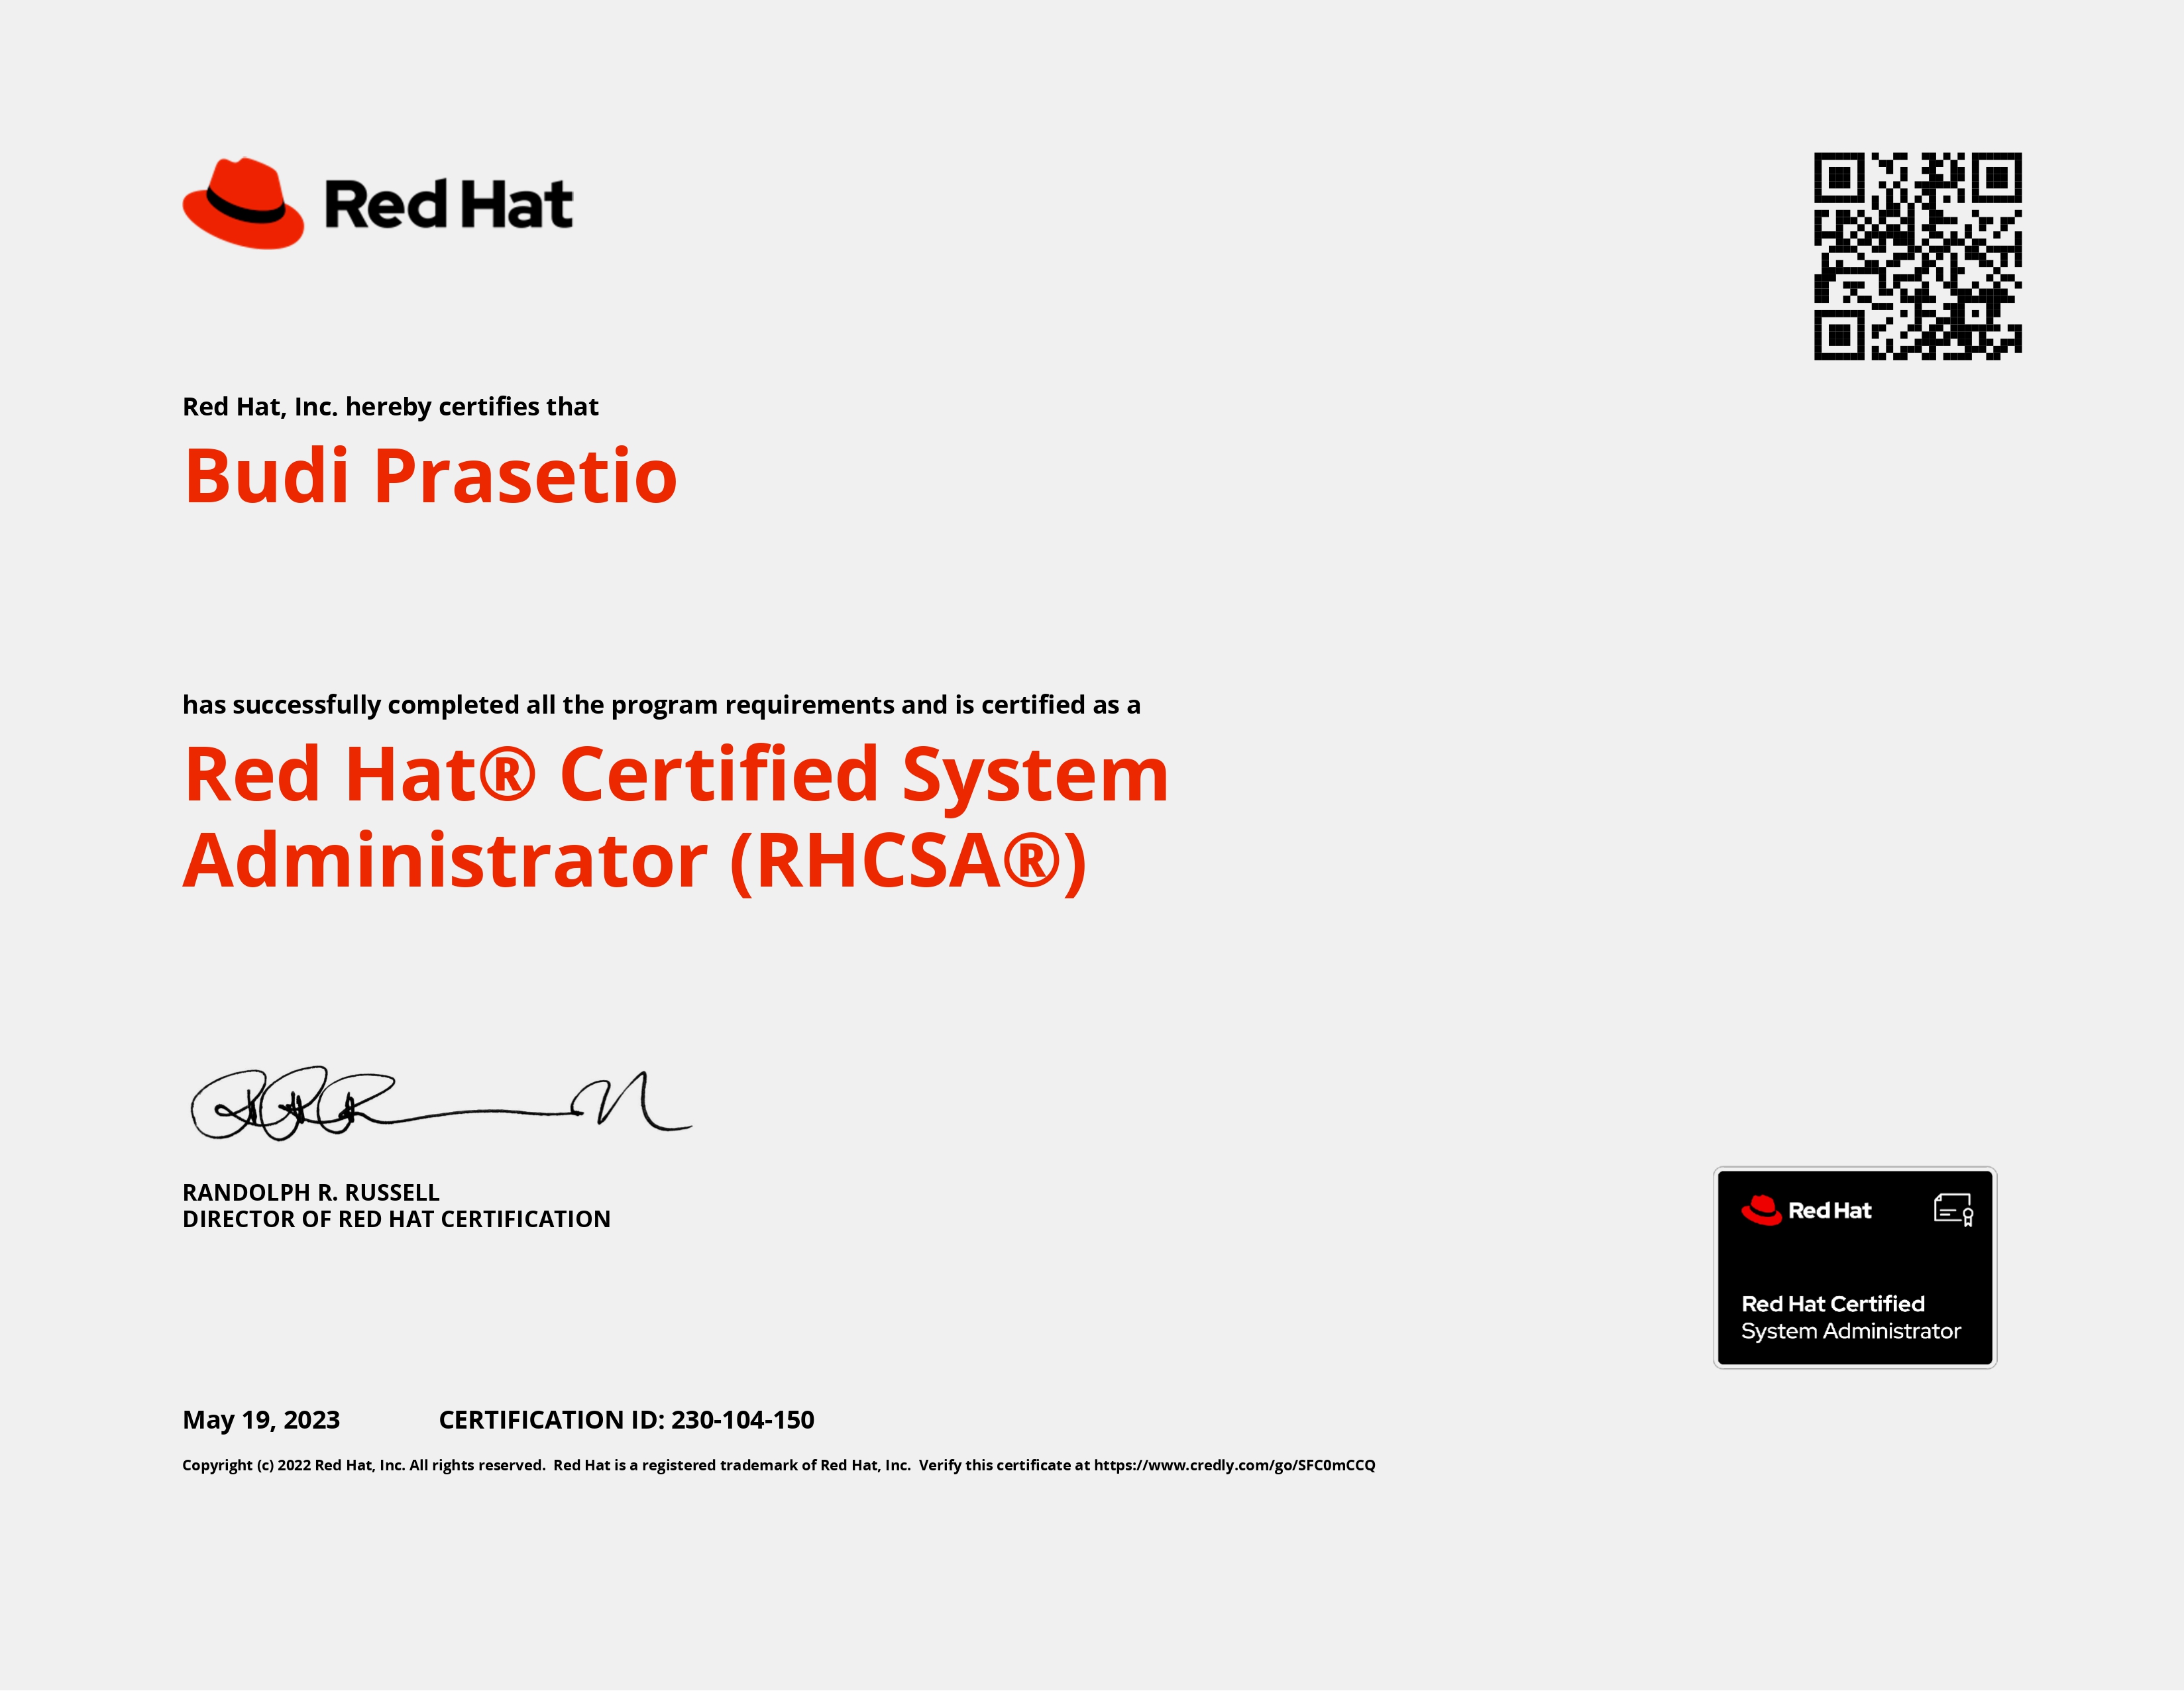 Red Hat
Red Hat, Inc. hereby certifies that
Budi Prasetio
has successfully completed all the program requirements and is certified as a
Red Hat® Certified System
Administrator (RHCSA®)
RANDOLPH R. RUSSELL
DIRECTOR OF RED HAT CERTIFICATION
Red Hat
Red Hat Certified
System Administrator
May 19, 2023 CERTIFICATION ID: 230-104-150
Copyright (c) 2022 Red Hat, Inc. All rights reserved. Red Hat is a registered trademark of Red Hat, Inc. Verify this certificate at https://www.credly.com/go/SFC0mCCQ